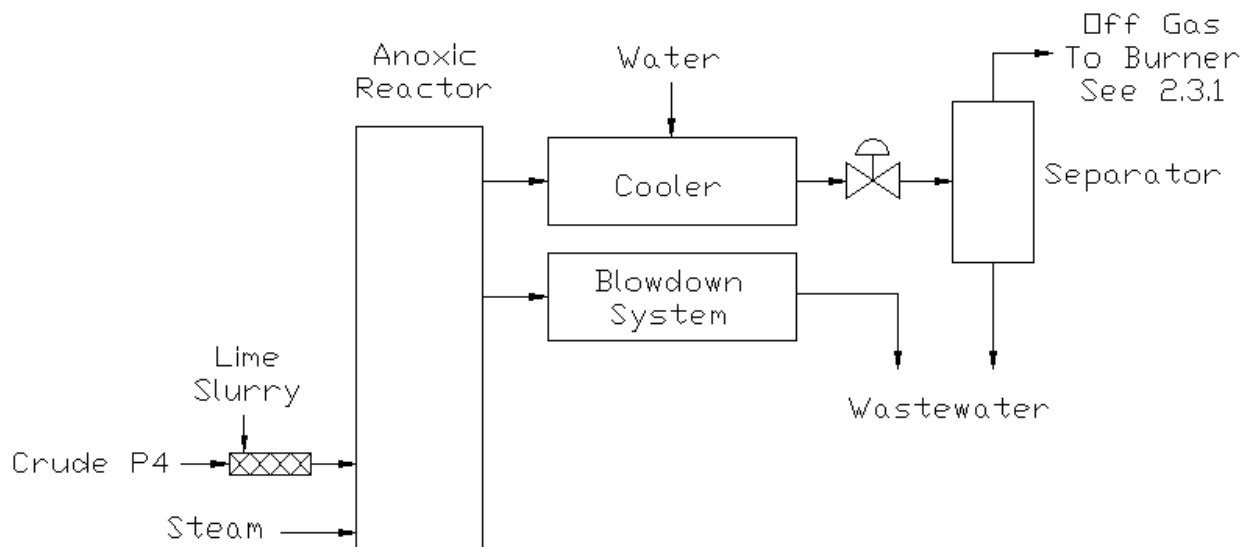 Off Gas
To Burner
See 2.3.1
Anoxic
Reactor
Water
Cooler
Separator
Blowdown
System
Lime
Slurry
Wastewater
Crude P4
Steam